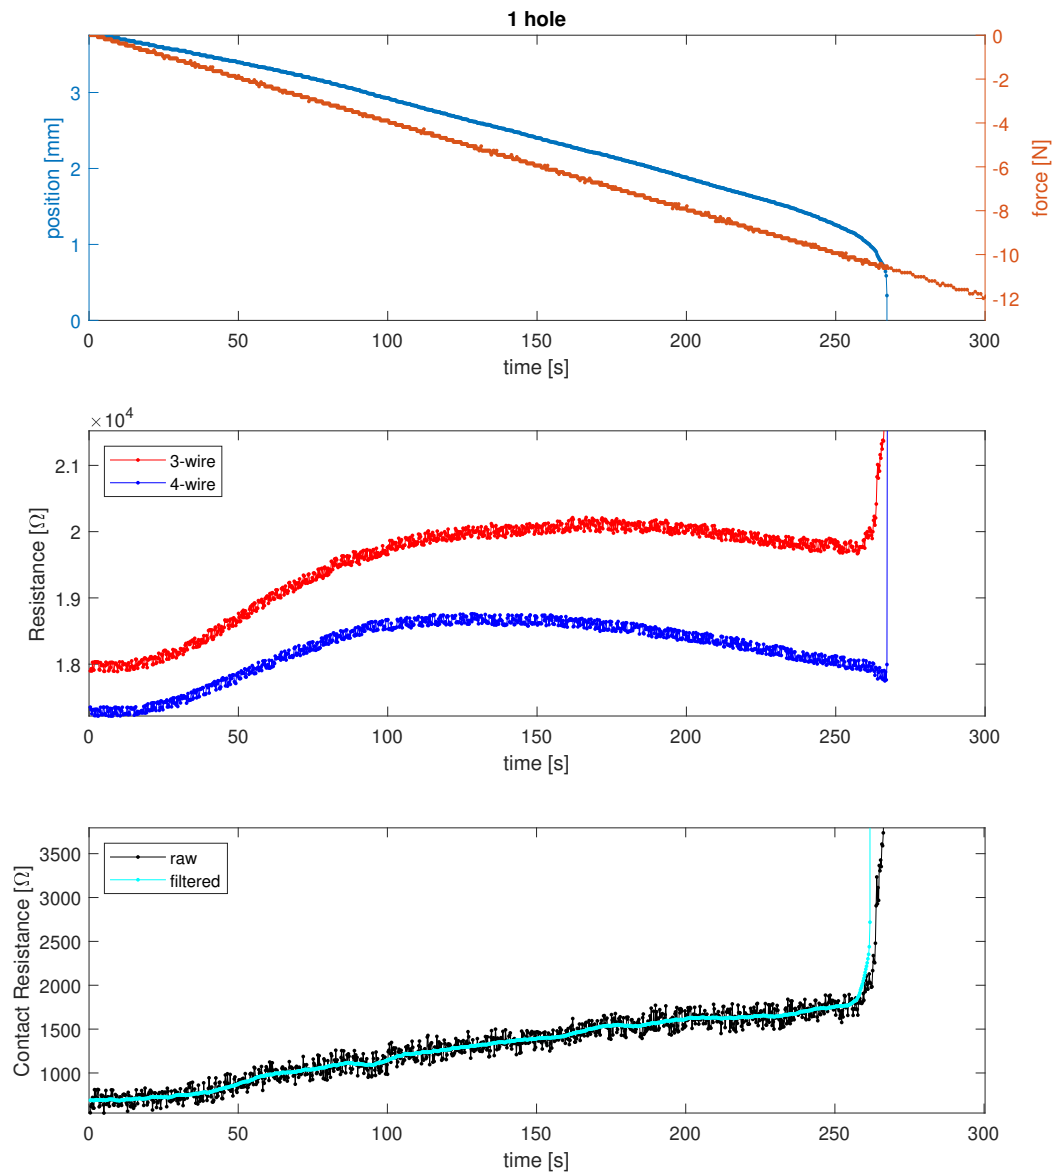 1 hole
position [mm]
3
2
1
0
force [N]
0
-2
-4
-6
-8
-10
-12
0 50 100 150 200 250 300
time [s]
×10⁴
Resistance [Ω]
2.1
2
1.9
1.8
3-wire
4-wire
0 50 100 150 200 250 300
time [s]
Contact Resistance [Ω]
3500
3000
2500
2000
1500
1000
raw
filtered
0 50 100 150 200 250 300
time [s]